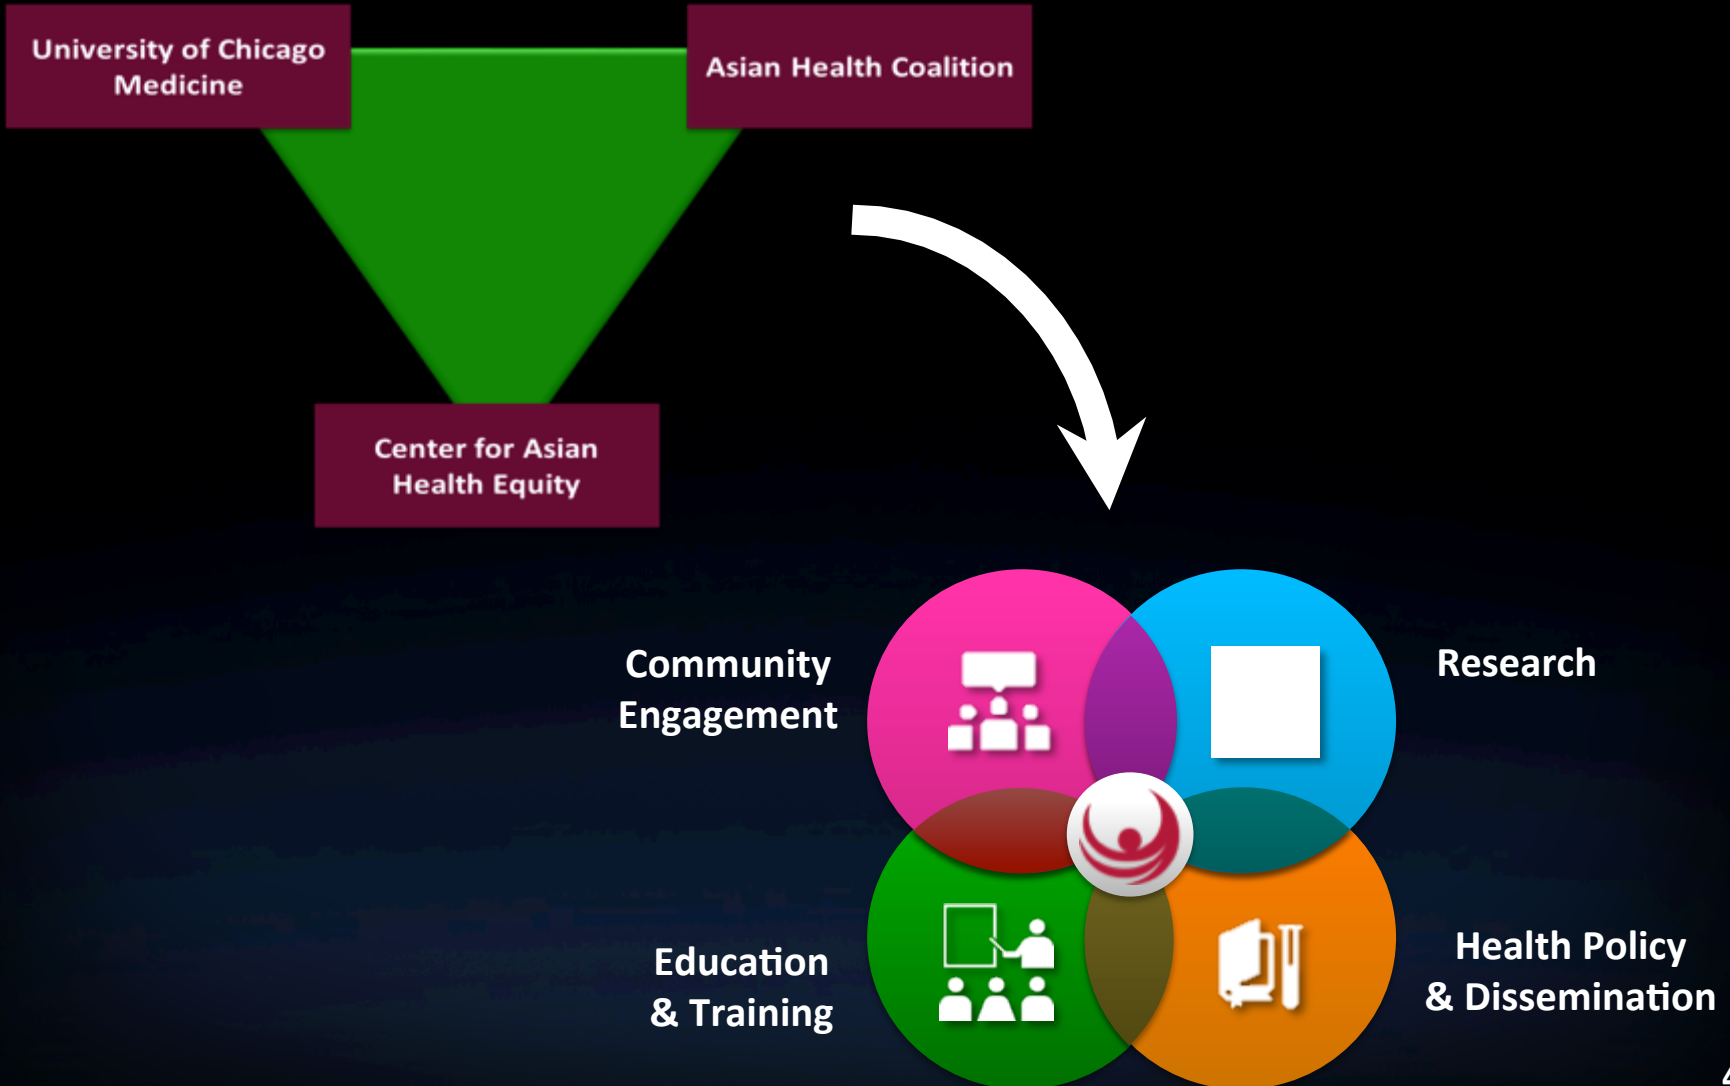 University of Chicago
Medicine
Asian Health Coalition
Center for Asian
Health Equity
Community
Engagement
Research
Education
& Training
Health Policy
& Dissemination